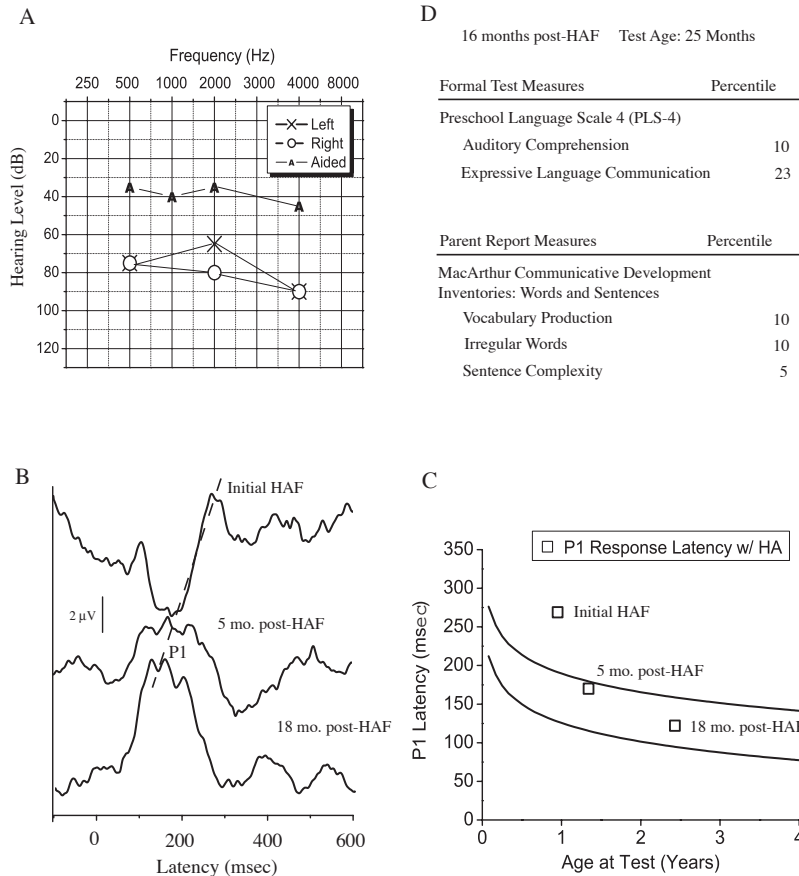 A
Frequency (Hz)
250 500 1000 2000 4000 8000
Hearing Level (dB)
0
20
40
60
80
100
120
Left
Right
A Aided
A A A A
D
16 months post-HAF Test Age: 25 Months
Formal Test Measures Percentile
Preschool Language Scale 4 (PLS-4)
Auditory Comprehension 10
Expressive Language Communication 23
Parent Report Measures Percentile
MacArthur Communicative Development
Inventories: Words and Sentences
Vocabulary Production 10
Irregular Words 10
Sentence Complexity 5
B
Initial HAF
2 μV
5 mo. post-HAF
P1
18 mo. post-HAF
0 200 400 600
Latency (msec)
C
P1 Response Latency w/ HA
P1 Latency (msec)
350
300
250
200
150
100
50
0
Initial HAF
5 mo. post-HAF
18 mo. post-HAF
0 1 2 3 4
Age at Test (Years)